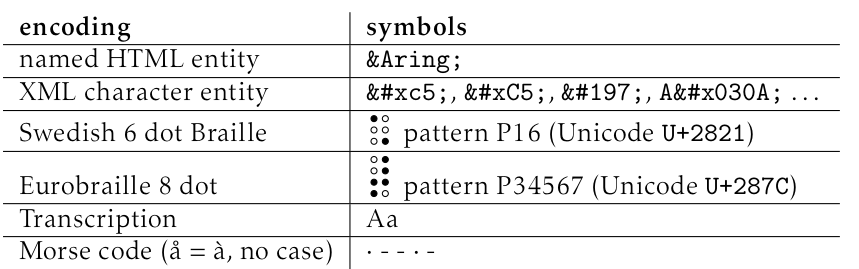 encoding symbols
named HTML entity &Aring;
XML character entity &#xc5;, &#xC5;, &#197;, A&#x030A; ...
Swedish 6 dot Braille ⠡ pattern P16 (Unicode U+2821)
Eurobraille 8 dot ⡼ pattern P34567 (Unicode U+287C)
Transcription Aa
Morse code (å = à, no case) · - - · -